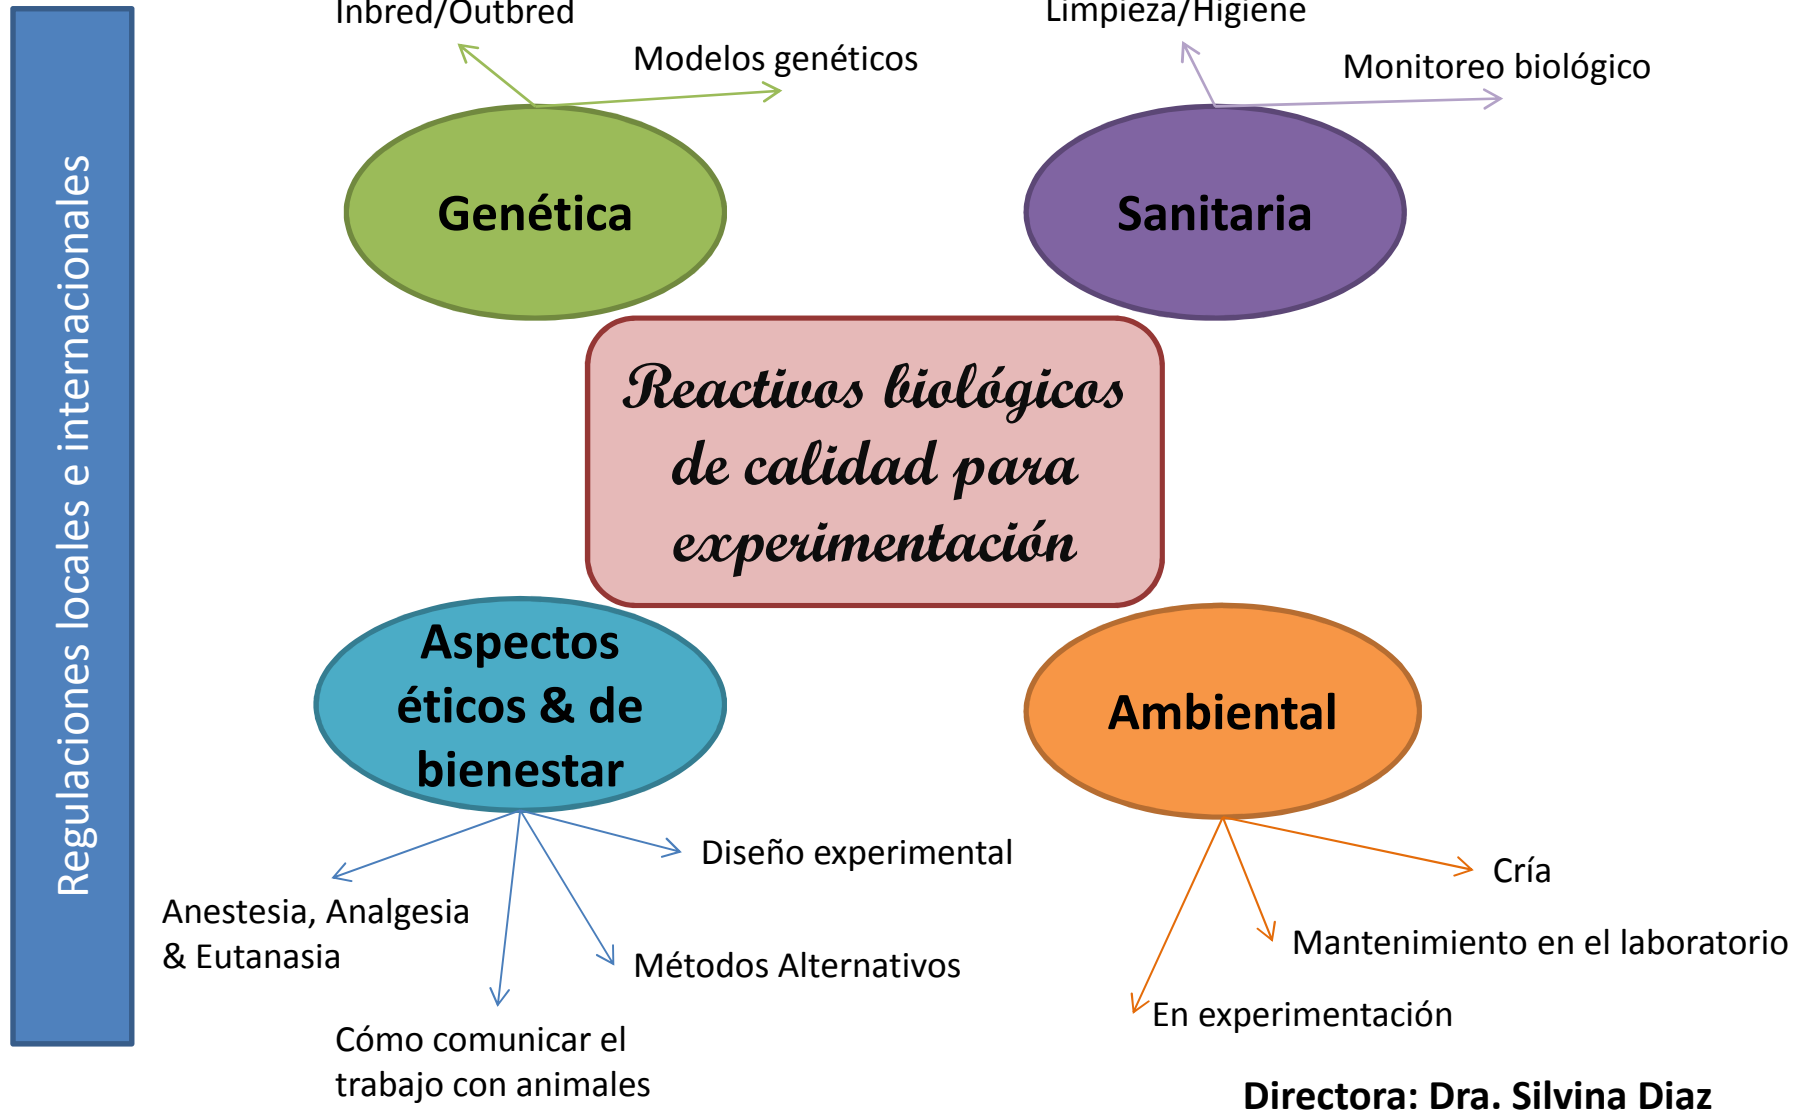 Regulaciones locales e internacionales
Inbred/Outbred
Modelos genéticos
Limpieza/Higiene
Monitoreo biológico
Genética
Sanitaria
Reactivos biológicos
de calidad para
experimentación
Aspectos
éticos & de
bienestar
Ambiental
Diseño experimental
Anestesia, Analgesia
& Eutanasia
Métodos Alternativos
Cómo comunicar el
trabajo con animales
Cría
Mantenimiento en el laboratorio
En experimentación
Directora: Dra. Silvina Diaz